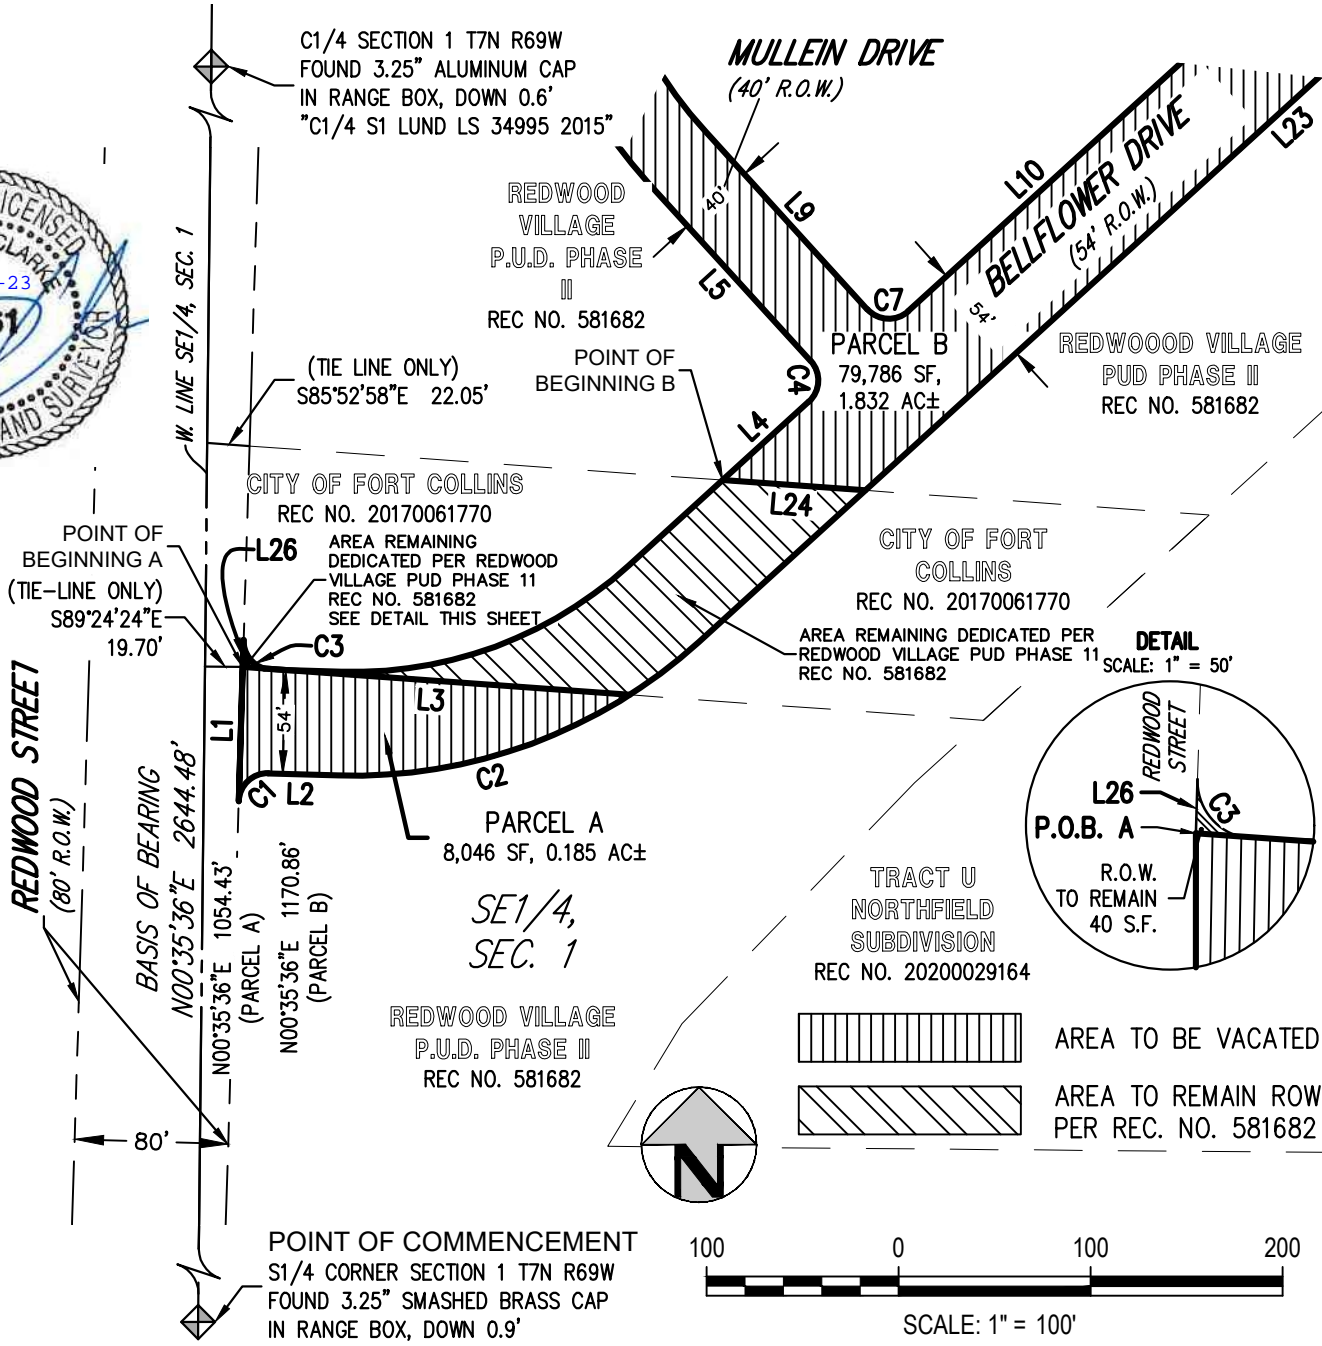 C1/4 SECTION 1 T7N R69W
FOUND 3.25" ALUMINUM CAP
IN RANGE BOX, DOWN 0.6'
"C1/4 S1 LUND LS 34995 2015"
MULLEIN DRIVE
(40' R.O.W.)
L23
L10
BELLFLOWER DRIVE
(54' R.O.W.)
54'
40'
L9
L5
C7
C4
L4
REDWOOD
VILLAGE
P.U.D. PHASE
II
REC NO. 581682
W. LINE SE1/4, SEC. 1
-23
(TIE LINE ONLY)
S85°52'58"E 22.05'
POINT OF
BEGINNING B
PARCEL B
79,786 SF,
1.832 AC±
REDWOOOD VILLAGE
PUD PHASE II
REC NO. 581682
CITY OF FORT COLLINS
REC NO. 20170061770
L24
POINT OF
BEGINNING A
L26
(TIE-LINE ONLY)
S89°24'24"E
19.70'
AREA REMAINING
DEDICATED PER REDWOOD
VILLAGE PUD PHASE 11
REC NO. 581682
SEE DETAIL THIS SHEET
C3
CITY OF FORT
COLLINS
REC NO. 20170061770
AREA REMAINING DEDICATED PER
REDWOOD VILLAGE PUD PHASE 11
REC NO. 581682
DETAIL
SCALE: 1" = 50'
REDWOOD
STREET
L26
C3
P.O.B. A
R.O.W.
TO REMAIN
40 S.F.
REDWOOD STREET
(80' R.O.W.)
L1
54'
L3
C1
L2
C2
BASIS OF BEARING
N00°35'36"E 2644.48'
N00°35'36"E 1054.43'
(PARCEL A)
N00°35'36"E 1170.86'
(PARCEL B)
PARCEL A
8,046 SF, 0.185 AC±
SE1/4,
SEC. 1
REDWOOD VILLAGE
P.U.D. PHASE II
REC NO. 581682
TRACT U
NORTHFIELD
SUBDIVISION
REC NO. 20200029164
AREA TO BE VACATED
AREA TO REMAIN ROW
PER REC. NO. 581682
80'
N
POINT OF COMMENCEMENT
S1/4 CORNER SECTION 1 T7N R69W
FOUND 3.25" SMASHED BRASS CAP
IN RANGE BOX, DOWN 0.9'
100 0 100 200
SCALE: 1" = 100'